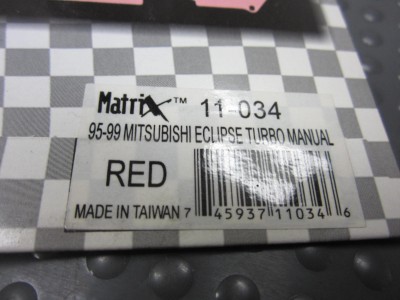 MatriX™ 11-034
95-99 MITSUBISHI ECLIPSE TURBO MANUAL
RED
MADE IN TAIWAN 7 45937 11034 6